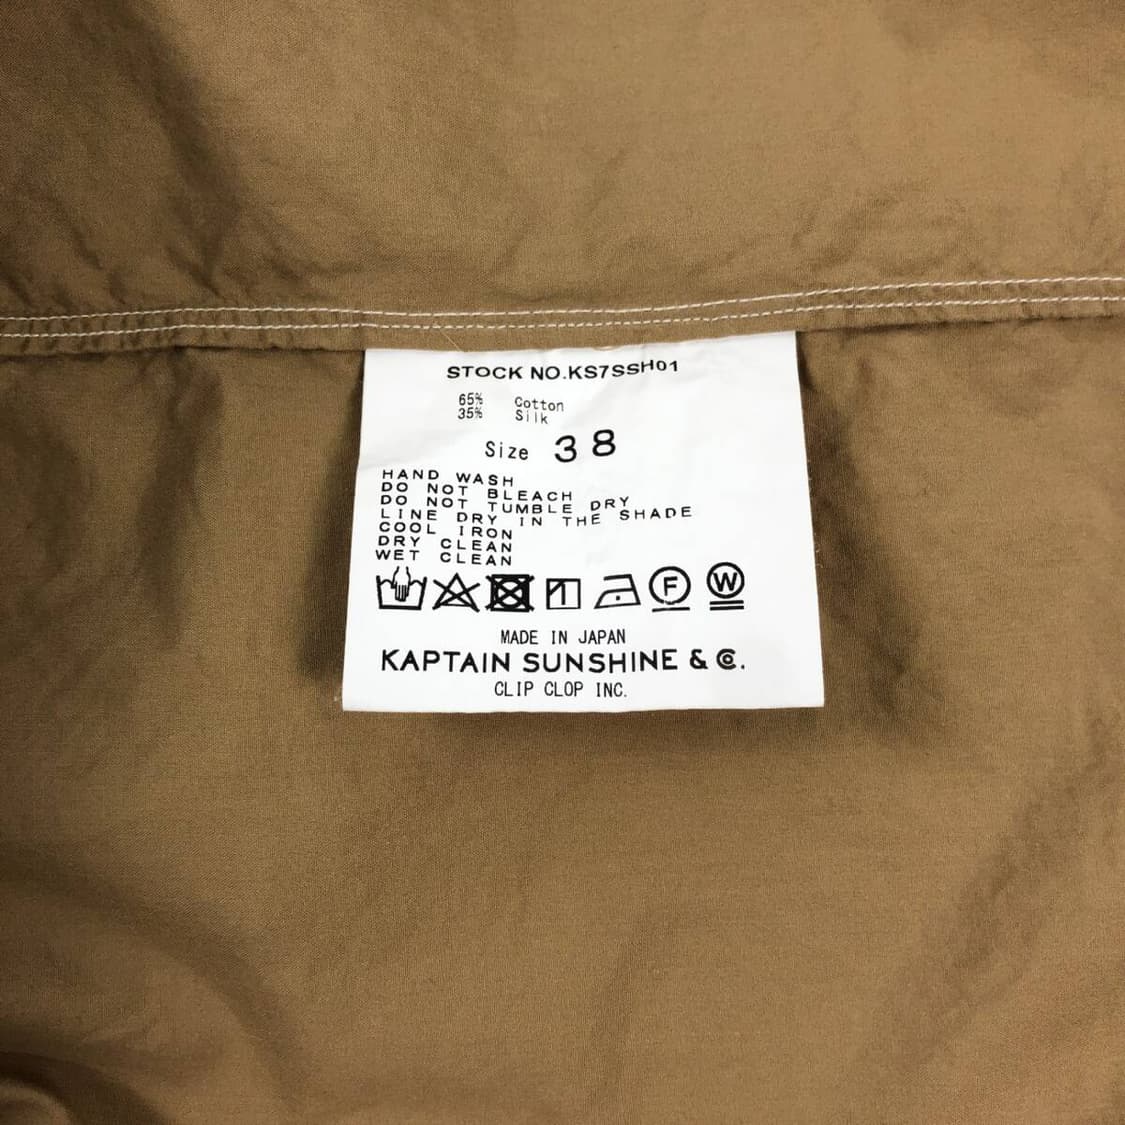 STOCK NO.KS7SSH01
65% Cotton
35% Silk
Size 38
HAND WASH
DO NOT BLEACH
DO NOT TUMBLE DRY
LINE DRY IN THE SHADE
COOL IRON
DRY CLEAN
WET CLEAN
F W
MADE IN JAPAN
KAPTAIN SUNSHINE & Co.
CLIP CLOP INC.